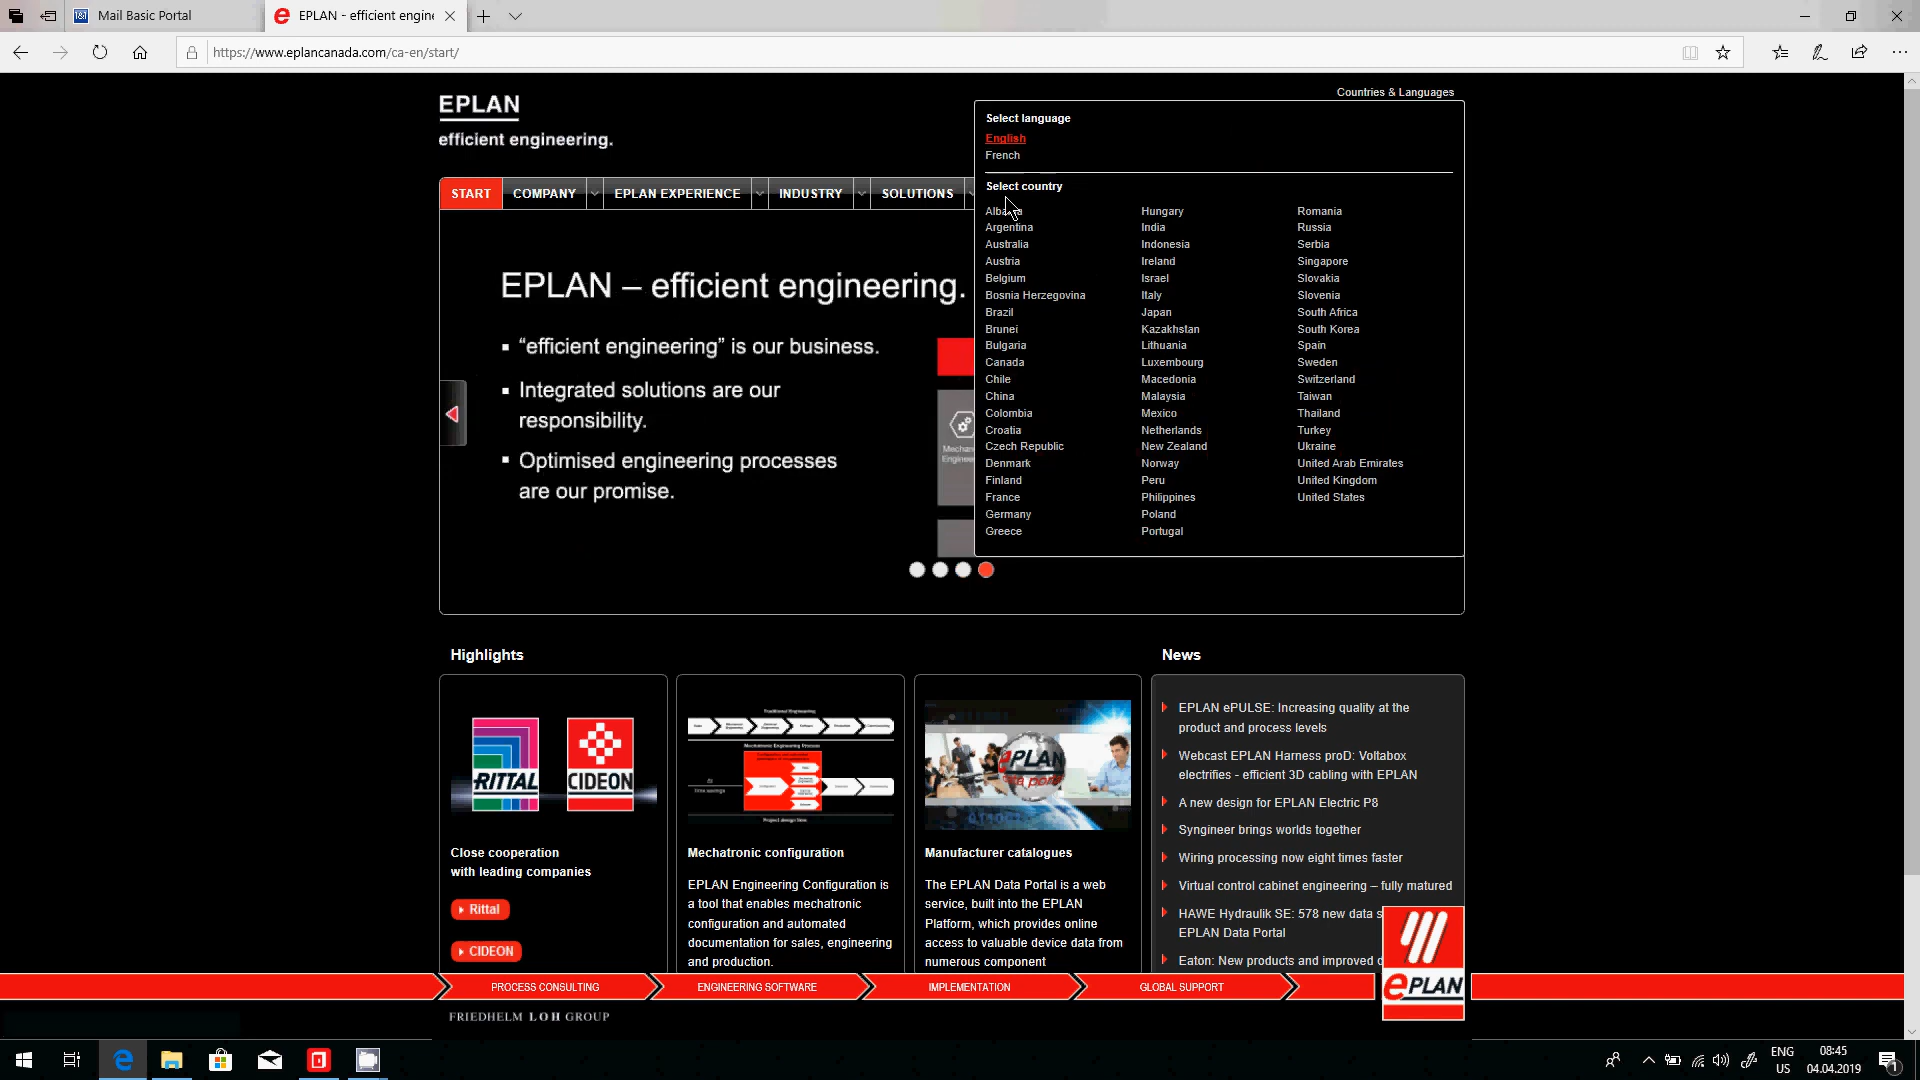 Mail Basic Portal
EPLAN - efficient engine
https://www.eplancanada.com/ca-en/start/
EPLAN
efficient engineering.
Countries & Languages
START
COMPANY
EPLAN EXPERIENCE
INDUSTRY
SOLUTIONS
Select language
English
French
Select country
Argentina
Australia
Austria
Belgium
Bosnia Herzegovina
Brazil
Brunei
Bulgaria
Canada
Chile
China
Colombia
Croatia
Czech Republic
Denmark
Finland
France
Germany
Greece
Hungary
India
Indonesia
Ireland
Israel
Italy
Japan
Kazakhstan
Lithuania
Luxembourg
Macedonia
Malaysia
Mexico
Netherlands
New Zealand
Norway
Peru
Philippines
Poland
Portugal
Romania
Russia
Serbia
Singapore
Slovakia
Slovenia
South Africa
South Korea
Spain
Sweden
Switzerland
Taiwan
Thailand
Turkey
Ukraine
United Arab Emirates
United Kingdom
United States
EPLAN – efficient engineering.
▪ “efficient engineering” is our business.
▪ Integrated solutions are our
responsibility.
▪ Optimised engineering processes
are our promise.
Highlights
RITTAL
CIDEON
Close cooperation
with leading companies
Rittal
CIDEON
Mechatronic configuration
EPLAN Engineering Configuration is
a tool that enables mechatronic
configuration and automated
documentation for sales, engineering
and production.
EPLAN
data portal
Manufacturer catalogues
The EPLAN Data Portal is a web
service, built into the EPLAN
Platform, which provides online
access to valuable device data from
numerous component
News
EPLAN ePULSE: Increasing quality at the
product and process levels
Webcast EPLAN Harness proD: Voltabox
electrifies - efficient 3D cabling with EPLAN
A new design for EPLAN Electric P8
Syngineer brings worlds together
Wiring processing now eight times faster
Virtual control cabinet engineering – fully matured
HAWE Hydraulik SE: 578 new data s
EPLAN Data Portal
Eaton: New products and improved
PROCESS CONSULTING
ENGINEERING SOFTWARE
IMPLEMENTATION
GLOBAL SUPPORT
ePLAN
FRIEDHELM LOH GROUP
ENG
US
08:45
04.04.2019
1